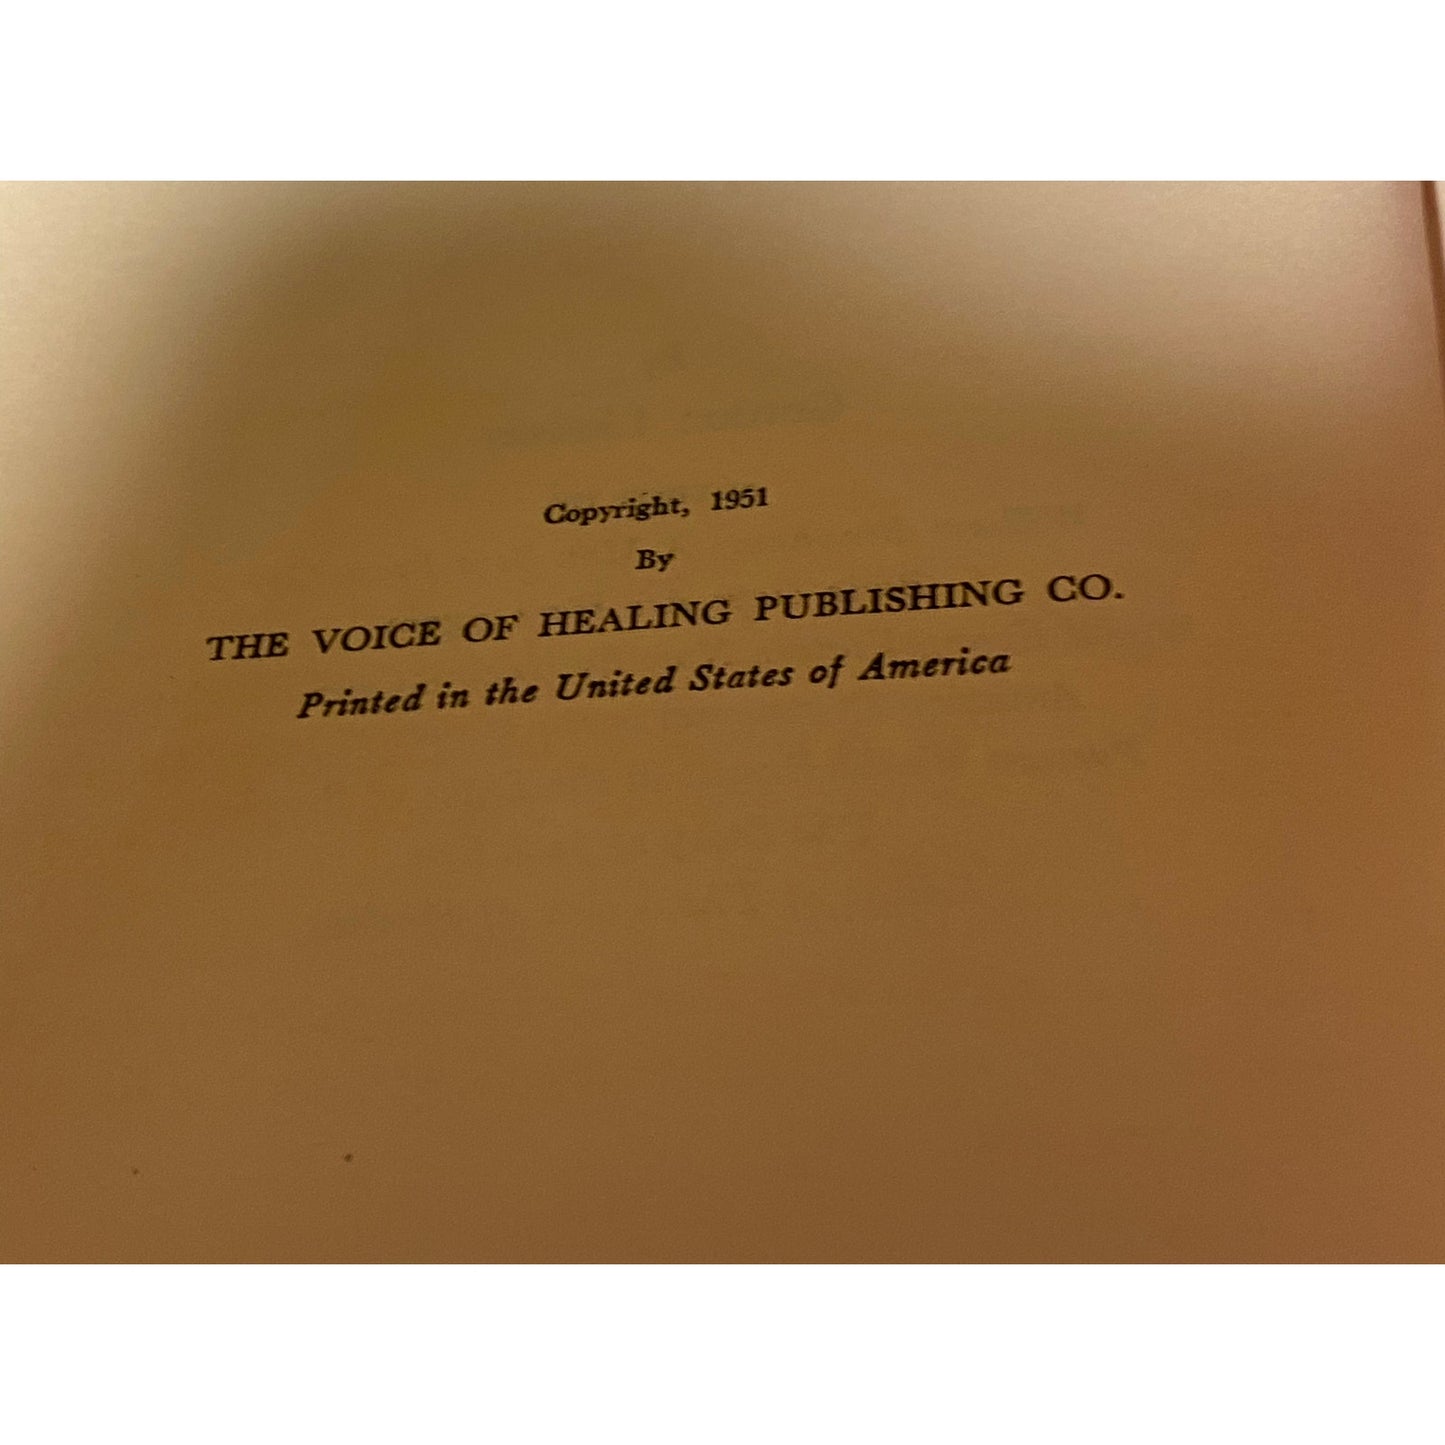 Copyright, 1951
By
THE VOICE OF HEALING PUBLISHING CO.
Printed in the United States of America